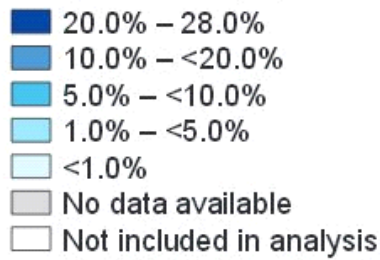 20.0% – 28.0%
10.0% – <20.0%
5.0% – <10.0%
1.0% – <5.0%
<1.0%
No data available
Not included in analysis